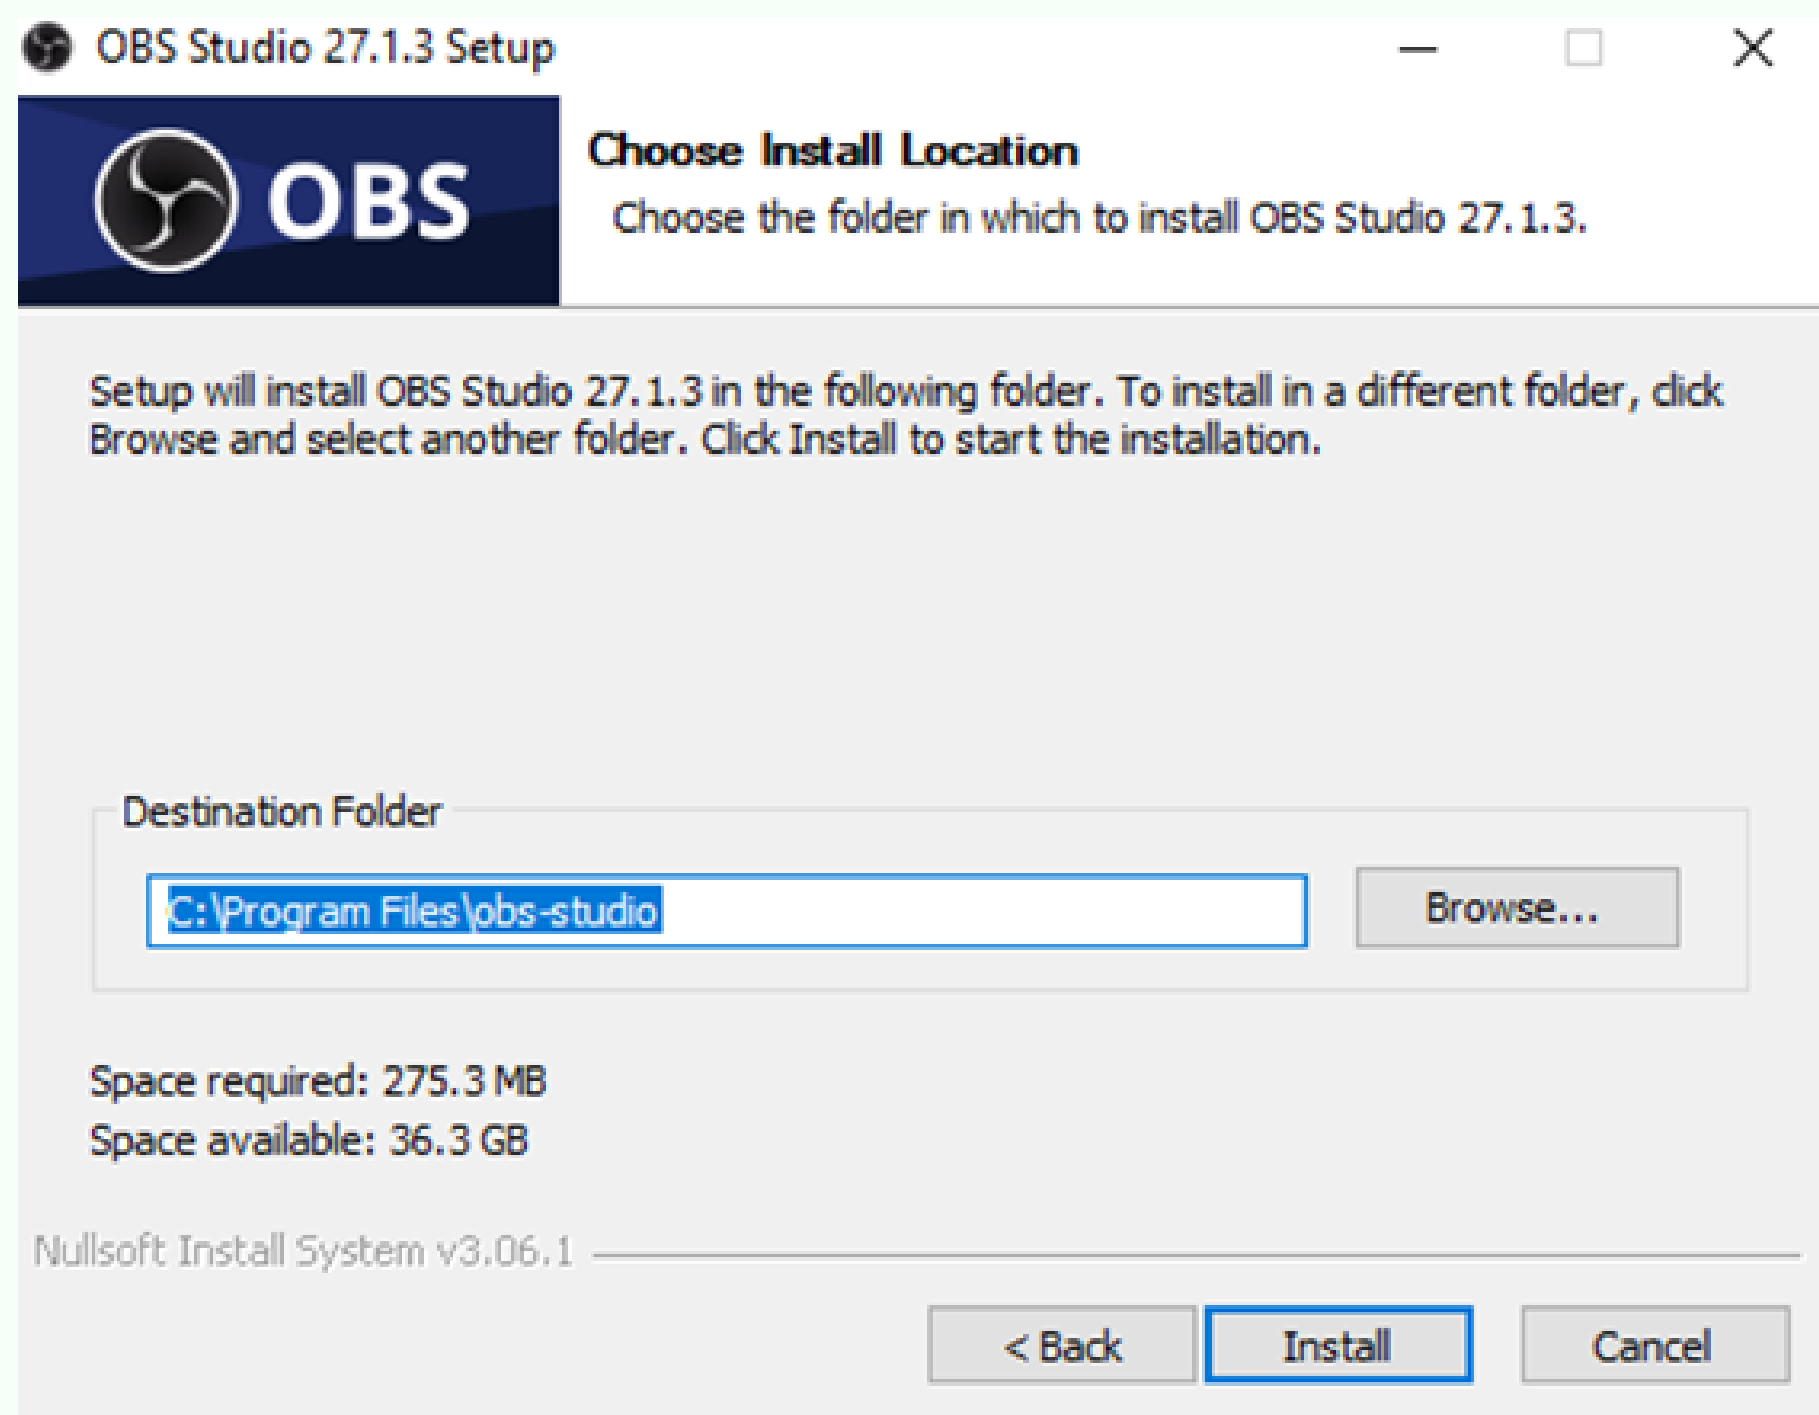 OBS Studio 27.1.3 Setup
OBS
Choose Install Location
Choose the folder in which to install OBS Studio 27.1.3.
Setup will install OBS Studio 27.1.3 in the following folder. To install in a different folder, click
Browse and select another folder. Click Install to start the installation.
Destination Folder
C:\Program Files\obs-studio
Browse...
Space required: 275.3 MB
Space available: 36.3 GB
Nullsoft Install System v3.06.1
< Back Install Cancel